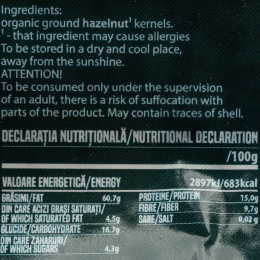 Ingredients:
organic ground hazelnut¹ kernels.
¹ - that ingredient may cause allergies
To be stored in a dry and cool place,
away from the sunshine.
ATTENTION!
To be consumed only under the supervision
of an adult, there is a risk of suffocation with
parts of the product. May contain traces of shell.
DECLARAȚIA NUTRIȚIONALĂ/NUTRITIONAL DECLARATION
/100g
VALOARE ENERGETICĂ/ENERGY 2897kJ/683kcal
GRĂSIMI/FAT 60,7g PROTEINE/PROTEIN 15,0g
DIN CARE ACIZI GRAȘI SATURAȚI/ FIBRE/FIBER 9,7g
OF WHICH SATURATED FAT 4,5g SARE/SALT 0,02 g
GLUCIDE/CARBOHYDRATE 16,7g
DIN CARE ZAHARURI/
OF WHICH SUGARS 4,3g